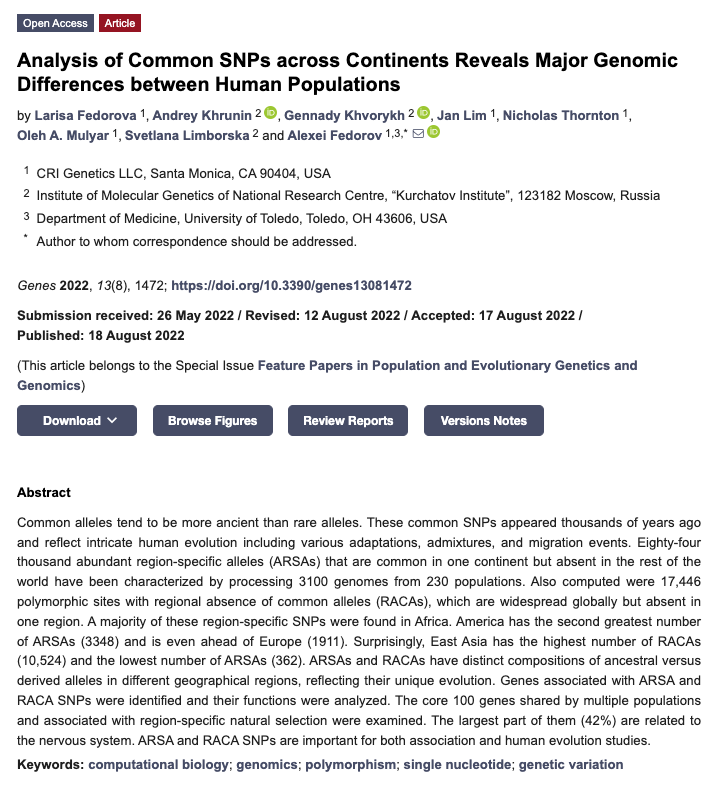 Open Access Article
Analysis of Common SNPs across Continents Reveals Major Genomic
Differences between Human Populations
by Larisa Fedorova 1, Andrey Khrunin 2, Gennady Khvorykh 2, Jan Lim 1, Nicholas Thornton 1,
Oleh A. Mulyar 1, Svetlana Limborska 2 and Alexei Fedorov 1,3,*
1 CRI Genetics LLC, Santa Monica, CA 90404, USA
2 Institute of Molecular Genetics of National Research Centre, “Kurchatov Institute”, 123182 Moscow, Russia
3 Department of Medicine, University of Toledo, Toledo, OH 43606, USA
* Author to whom correspondence should be addressed.
Genes 2022, 13(8), 1472; https://doi.org/10.3390/genes13081472
Submission received: 26 May 2022 / Revised: 12 August 2022 / Accepted: 17 August 2022 /
Published: 18 August 2022
(This article belongs to the Special Issue Feature Papers in Population and Evolutionary Genetics and
Genomics)
Download Browse Figures Review Reports Versions Notes
Abstract
Common alleles tend to be more ancient than rare alleles. These common SNPs appeared thousands of years ago
and reflect intricate human evolution including various adaptations, admixtures, and migration events. Eighty-four
thousand abundant region-specific alleles (ARSAs) that are common in one continent but absent in the rest of the
world have been characterized by processing 3100 genomes from 230 populations. Also computed were 17,446
polymorphic sites with regional absence of common alleles (RACAs), which are widespread globally but absent in
one region. A majority of these region-specific SNPs were found in Africa. America has the second greatest number
of ARSAs (3348) and is even ahead of Europe (1911). Surprisingly, East Asia has the highest number of RACAs
(10,524) and the lowest number of ARSAs (362). ARSAs and RACAs have distinct compositions of ancestral versus
derived alleles in different geographical regions, reflecting their unique evolution. Genes associated with ARSA and
RACA SNPs were identified and their functions were analyzed. The core 100 genes shared by multiple populations
and associated with region-specific natural selection were examined. The largest part of them (42%) are related to
the nervous system. ARSA and RACA SNPs are important for both association and human evolution studies.
Keywords: computational biology; genomics; polymorphism; single nucleotide; genetic variation